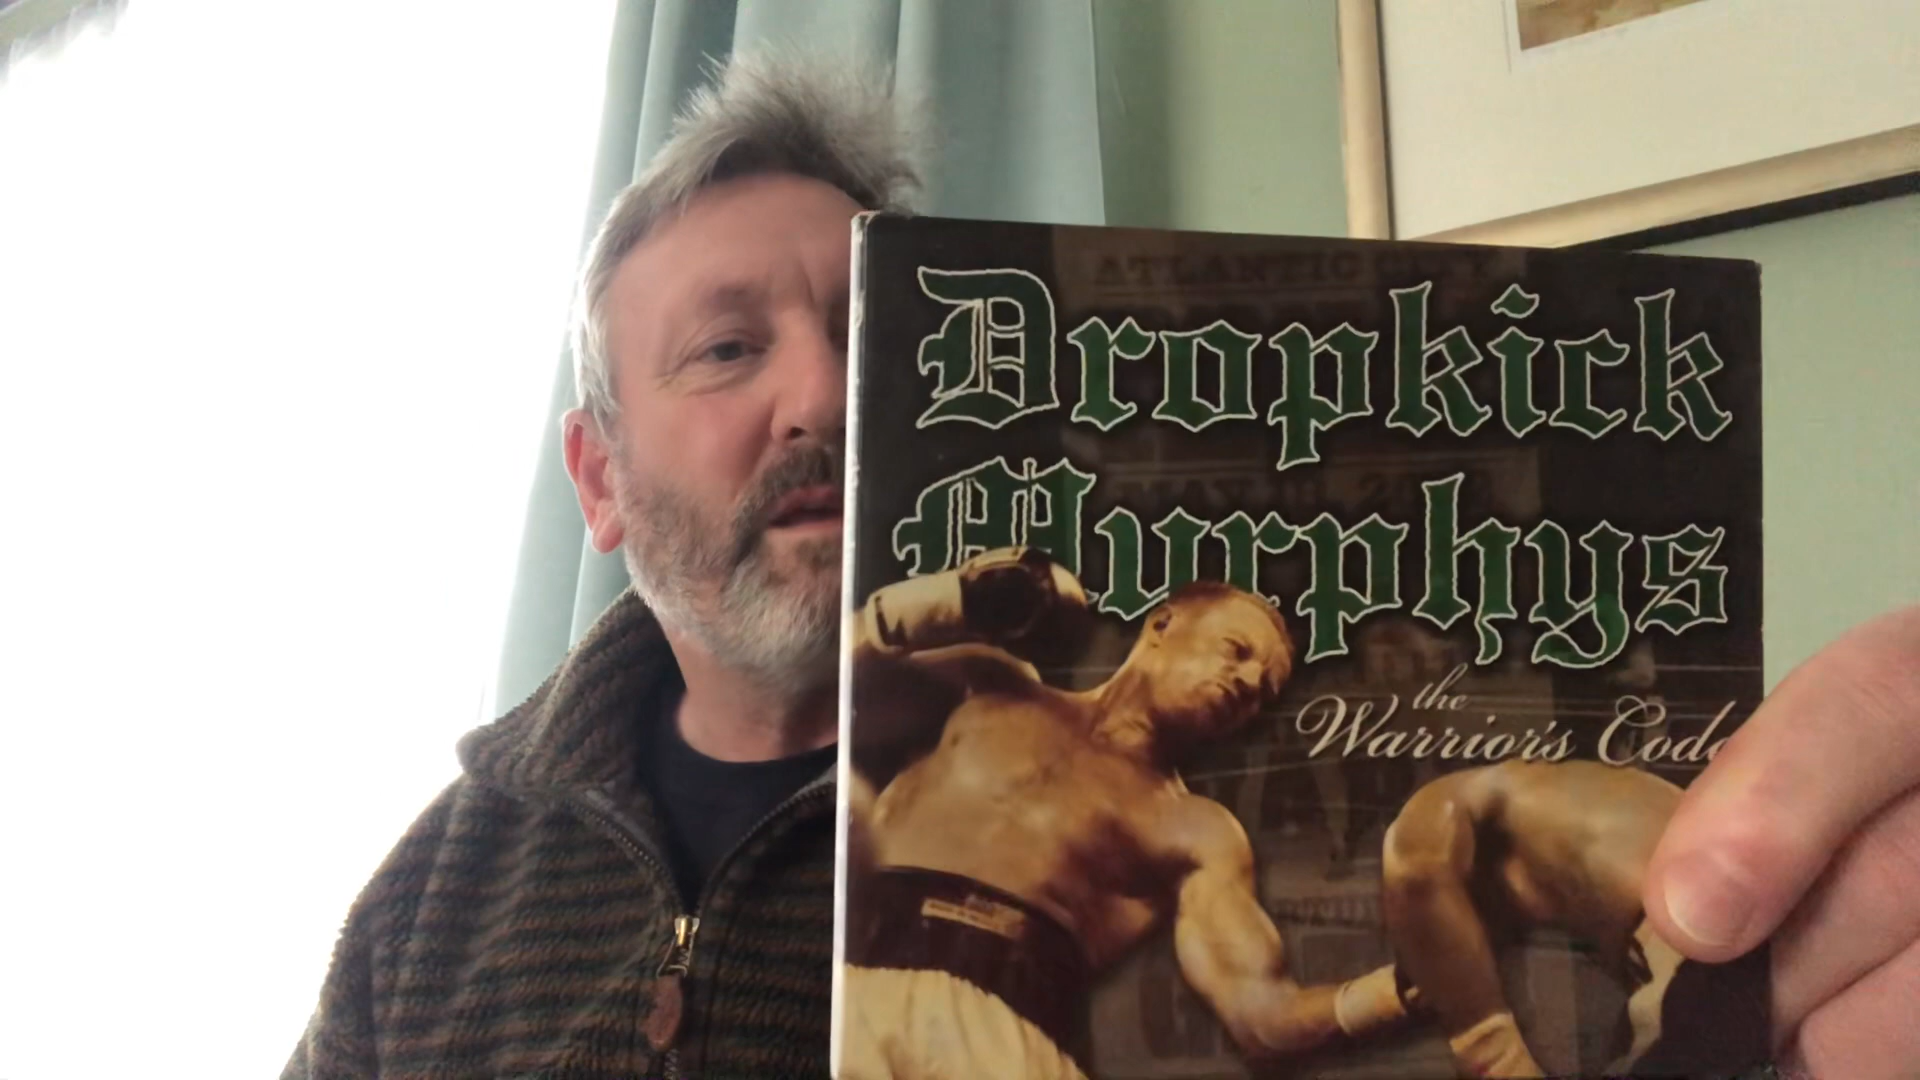 ATLANTIC CITY
Dropkick
Murphys
the
Warrior's Code